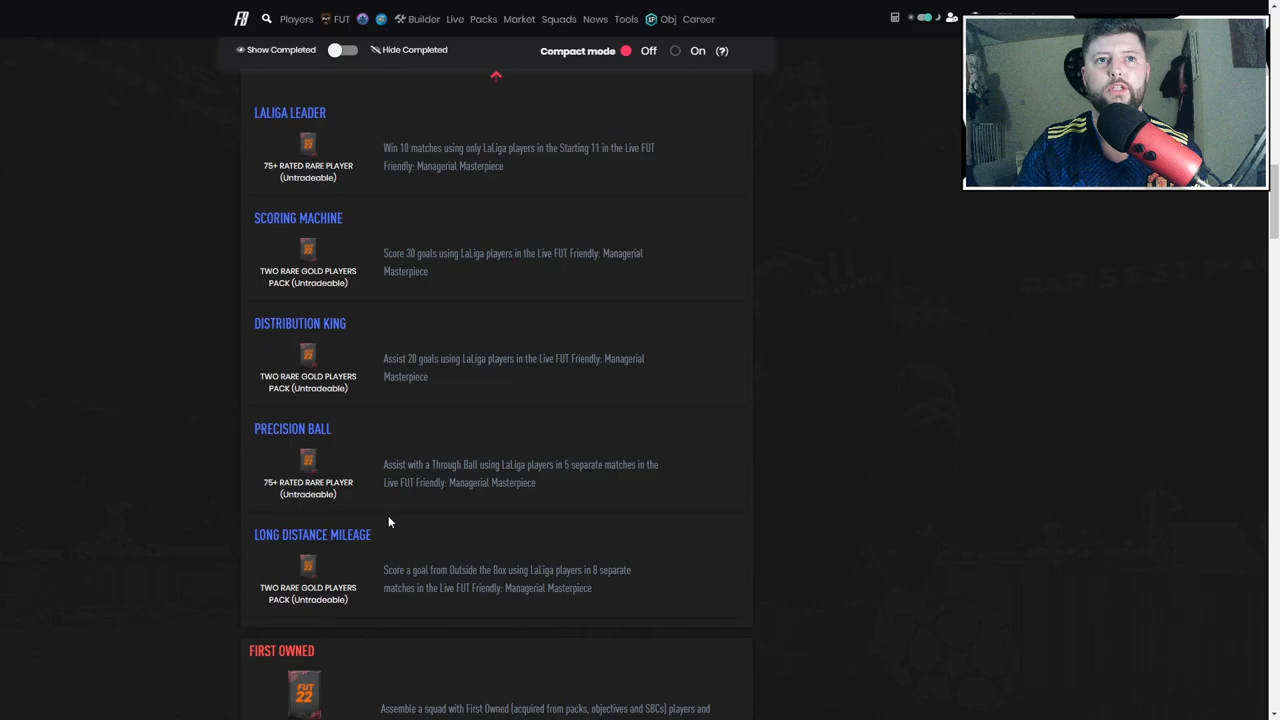 F8 Players FUT Builder Live Packs Market Squads News Tools XP Obj Career
Show Completed Hide Completed Compact mode Off On (?)
LALIGA LEADER
75+ RATED RARE PLAYER
(Untradeable)
Win 10 matches using only LaLiga players in the Starting 11 in the Live FUT
Friendly: Managerial Masterpiece
SCORING MACHINE
TWO RARE GOLD PLAYERS
PACK (Untradeable)
Score 30 goals using LaLiga players in the Live FUT Friendly: Managerial
Masterpiece
DISTRIBUTION KING
TWO RARE GOLD PLAYERS
PACK (Untradeable)
Assist 20 goals using LaLiga players in the Live FUT Friendly: Managerial
Masterpiece
PRECISION BALL
75+ RATED RARE PLAYER
(Untradeable)
Assist with a Through Ball using LaLiga players in 5 separate matches in the
Live FUT Friendly: Managerial Masterpiece
LONG DISTANCE MILEAGE
TWO RARE GOLD PLAYERS
PACK (Untradeable)
Score a goal from Outside the Box using LaLiga players in 8 separate
matches in the Live FUT Friendly: Managerial Masterpiece
FIRST OWNED
FUT
22
Assemble a squad with First Owned (acquired from packs, objectives and SBCs) players and